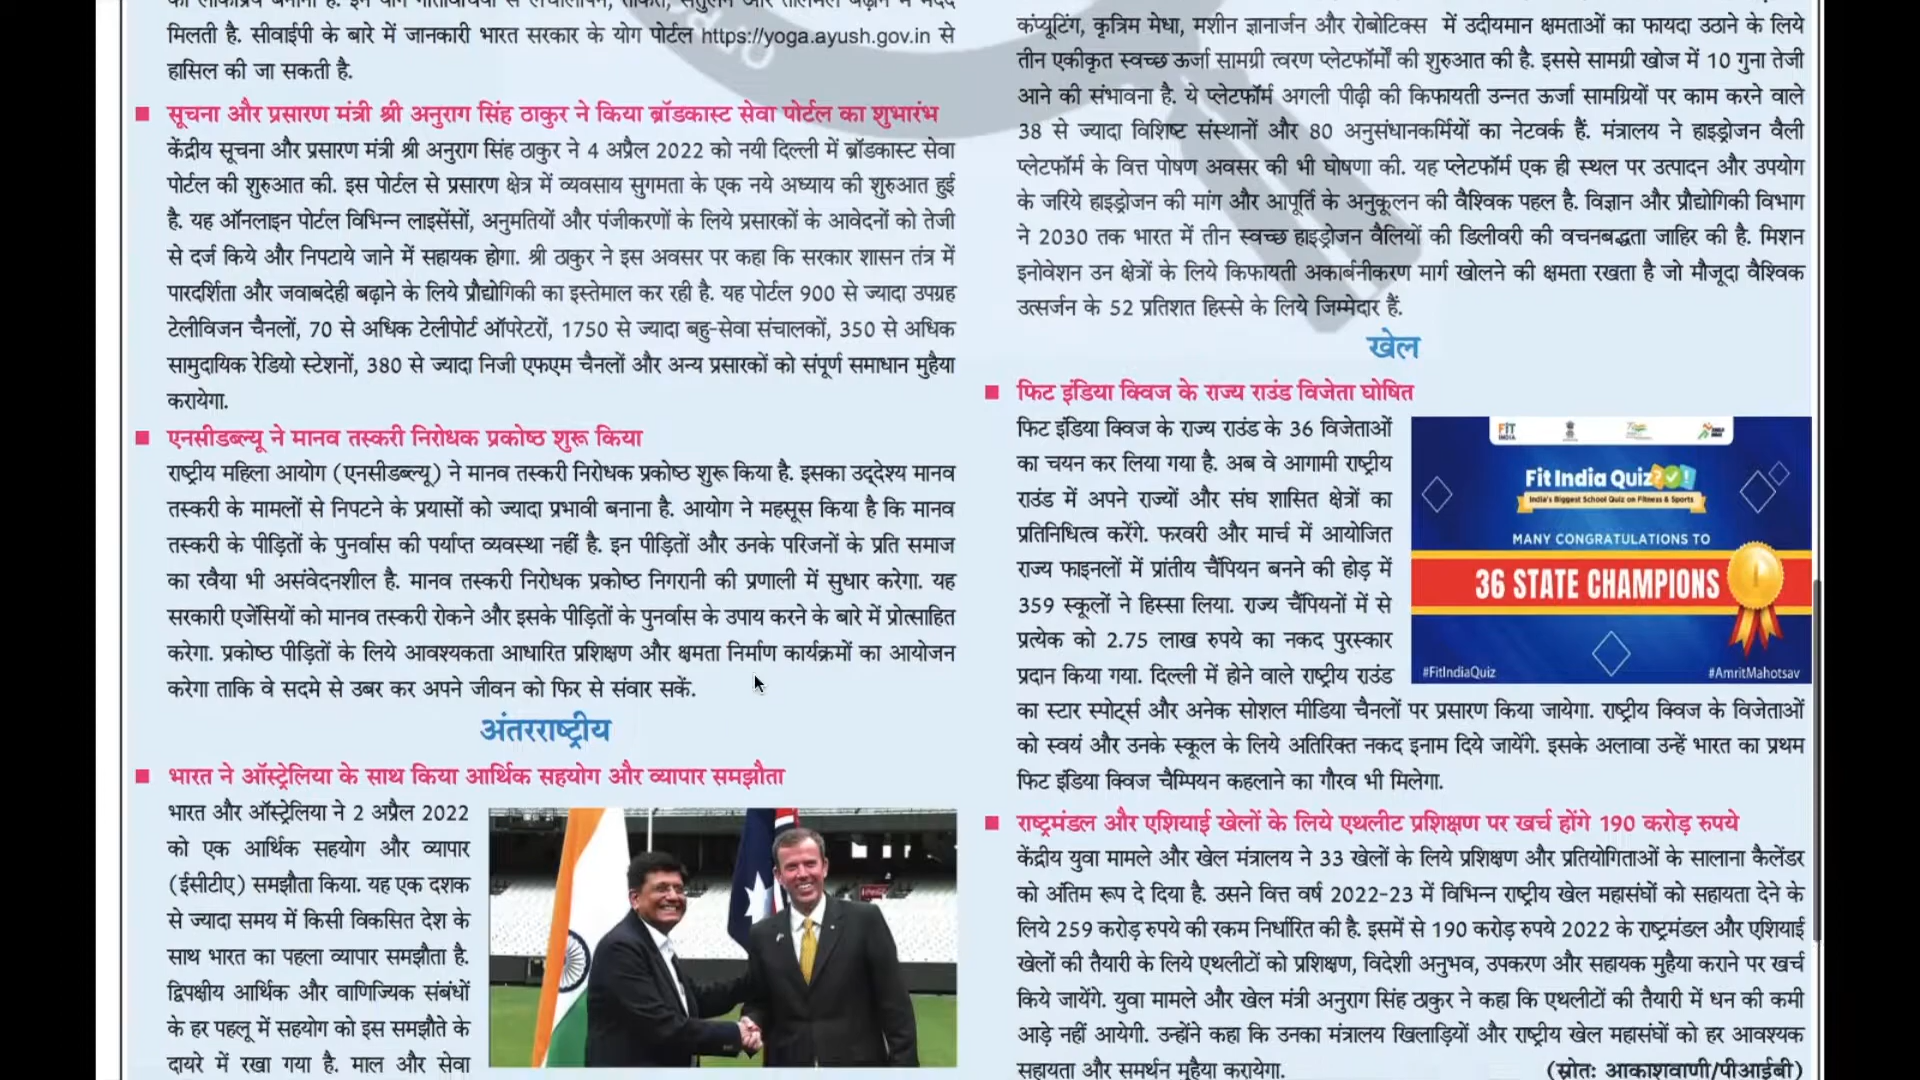 मिलती है. सीवाईपी के बारे में जानकारी भारत सरकार के योग पोर्टल https://yoga.ayush.gov.in से
हासिल की जा सकती है.
सूचना और प्रसारण मंत्री श्री अनुराग सिंह ठाकुर ने किया ब्रॉडकास्ट सेवा पोर्टल का शुभारंभ
केंद्रीय सूचना और प्रसारण मंत्री श्री अनुराग सिंह ठाकुर ने 4 अप्रैल 2022 को नयी दिल्ली में ब्रॉडकास्ट सेवा
पोर्टल की शुरुआत की. इस पोर्टल से प्रसारण क्षेत्र में व्यवसाय सुगमता के एक नये अध्याय की शुरुआत हुई
है. यह ऑनलाइन पोर्टल विभिन्न लाइसेंसों, अनुमतियों और पंजीकरणों के लिये प्रसारकों के आवेदनों को तेजी
से दर्ज किये और निपटाये जाने में सहायक होगा. श्री ठाकुर ने इस अवसर पर कहा कि सरकार शासन तंत्र में
पारदर्शिता और जवाबदेही बढ़ाने के लिये प्रौद्योगिकी का इस्तेमाल कर रही है. यह पोर्टल 900 से ज्यादा उपग्रह
टेलीविजन चैनलों, 70 से अधिक टेलीपोर्ट ऑपरेटरों, 1750 से ज्यादा बहु-सेवा संचालकों, 350 से अधिक
सामुदायिक रेडियो स्टेशनों, 380 से ज्यादा निजी एफएम चैनलों और अन्य प्रसारकों को संपूर्ण समाधान मुहैया
करायेगा.
एनसीडब्ल्यू ने मानव तस्करी निरोधक प्रकोष्ठ शुरू किया
राष्ट्रीय महिला आयोग (एनसीडब्ल्यू) ने मानव तस्करी निरोधक प्रकोष्ठ शुरू किया है. इसका उद्देश्य मानव
तस्करी के मामलों से निपटने के प्रयासों को ज्यादा प्रभावी बनाना है. आयोग ने महसूस किया है कि मानव
तस्करी के पीड़ितों के पुनर्वास की पर्याप्त व्यवस्था नहीं है. इन पीड़ितों और उनके परिजनों के प्रति समाज
का रवैया भी असंवेदनशील है. मानव तस्करी निरोधक प्रकोष्ठ निगरानी की प्रणाली में सुधार करेगा. यह
सरकारी एजेंसियों को मानव तस्करी रोकने और इसके पीड़ितों के पुनर्वास के उपाय करने के बारे में प्रोत्साहित
करेगा. प्रकोष्ठ पीड़ितों के लिये आवश्यकता आधारित प्रशिक्षण और क्षमता निर्माण कार्यक्रमों का आयोजन
करेगा ताकि वे सदमे से उबर कर अपने जीवन को फिर से संवार सकें.
अंतरराष्ट्रीय
भारत ने ऑस्ट्रेलिया के साथ किया आर्थिक सहयोग और व्यापार समझौता
भारत और ऑस्ट्रेलिया ने 2 अप्रैल 2022
को एक आर्थिक सहयोग और व्यापार
(ईसीटीए) समझौता किया. यह एक दशक
से ज्यादा समय में किसी विकसित देश के
साथ भारत का पहला व्यापार समझौता है.
द्विपक्षीय आर्थिक और वाणिज्यिक संबंधों
के हर पहलू में सहयोग को इस समझौते के
दायरे में रखा गया है. माल और सेवा
कंप्यूटिंग, कृत्रिम मेधा, मशीन ज्ञानार्जन और रोबोटिक्स में उदीयमान क्षमताओं का फायदा उठाने के लिये
तीन एकीकृत स्वच्छ ऊर्जा सामग्री त्वरण प्लेटफॉर्मों की शुरुआत की है. इससे सामग्री खोज में 10 गुना तेजी
आने की संभावना है. ये प्लेटफॉर्म अगली पीढ़ी की किफायती उन्नत ऊर्जा सामग्रियों पर काम करने वाले
38 से ज्यादा विशिष्ट संस्थानों और 80 अनुसंधानकर्मियों का नेटवर्क हैं. मंत्रालय ने हाइड्रोजन वैली
प्लेटफॉर्म के वित्त पोषण अवसर की भी घोषणा की. यह प्लेटफॉर्म एक ही स्थल पर उत्पादन और उपयोग
के जरिये हाइड्रोजन की मांग और आपूर्ति के अनुकूलन की वैश्विक पहल है. विज्ञान और प्रौद्योगिकी विभाग
ने 2030 तक भारत में तीन स्वच्छ हाइड्रोजन वैलियों की डिलीवरी की वचनबद्धता जाहिर की है. मिशन
इनोवेशन उन क्षेत्रों के लिये किफायती अकार्बनीकरण मार्ग खोलने की क्षमता रखता है जो मौजूदा वैश्विक
उत्सर्जन के 52 प्रतिशत हिस्से के लिये जिम्मेदार हैं.
खेल
फिट इंडिया क्विज के राज्य राउंड विजेता घोषित
फिट इंडिया क्विज के राज्य राउंड के 36 विजेताओं
का चयन कर लिया गया है. अब वे आगामी राष्ट्रीय
राउंड में अपने राज्यों और संघ शासित क्षेत्रों का
प्रतिनिधित्व करेंगे. फरवरी और मार्च में आयोजित
राज्य फाइनलों में प्रांतीय चैंपियन बनने की होड़ में
359 स्कूलों ने हिस्सा लिया. राज्य चैंपियनों में से
प्रत्येक को 2.75 लाख रुपये का नकद पुरस्कार
प्रदान किया गया. दिल्ली में होने वाले राष्ट्रीय राउंड
का स्टार स्पोर्ट्स और अनेक सोशल मीडिया चैनलों पर प्रसारण किया जायेगा. राष्ट्रीय क्विज के विजेताओं
को स्वयं और उनके स्कूल के लिये अतिरिक्त नकद इनाम दिये जायेंगे. इसके अलावा उन्हें भारत का प्रथम
फिट इंडिया क्विज चैम्पियन कहलाने का गौरव भी मिलेगा.
FIT
INDIA
Fit India Quiz
India's Biggest School Quiz on Fitness & Sports
MANY CONGRATULATIONS TO
36 STATE CHAMPIONS
#FitIndiaQuiz
#AmritMahotsav
राष्ट्रमंडल और एशियाई खेलों के लिये एथलीट प्रशिक्षण पर खर्च होंगे 190 करोड़ रुपये
केंद्रीय युवा मामले और खेल मंत्रालय ने 33 खेलों के लिये प्रशिक्षण और प्रतियोगिताओं के सालाना कैलेंडर
को अंतिम रूप दे दिया है. उसने वित्त वर्ष 2022-23 में विभिन्न राष्ट्रीय खेल महासंघों को सहायता देने के
लिये 259 करोड़ रुपये की रकम निर्धारित की है. इसमें से 190 करोड़ रुपये 2022 के राष्ट्रमंडल और एशियाई
खेलों की तैयारी के लिये एथलीटों को प्रशिक्षण, विदेशी अनुभव, उपकरण और सहायक मुहैया कराने पर खर्च
किये जायेंगे. युवा मामले और खेल मंत्री अनुराग सिंह ठाकुर ने कहा कि एथलीटों की तैयारी में धन की कमी
आड़े नहीं आयेगी. उन्होंने कहा कि उनका मंत्रालय खिलाड़ियों और राष्ट्रीय खेल महासंघों को हर आवश्यक
सहायता और समर्थन मुहैया करायेगा.
(स्रोतः आकाशवाणी/पीआईबी)